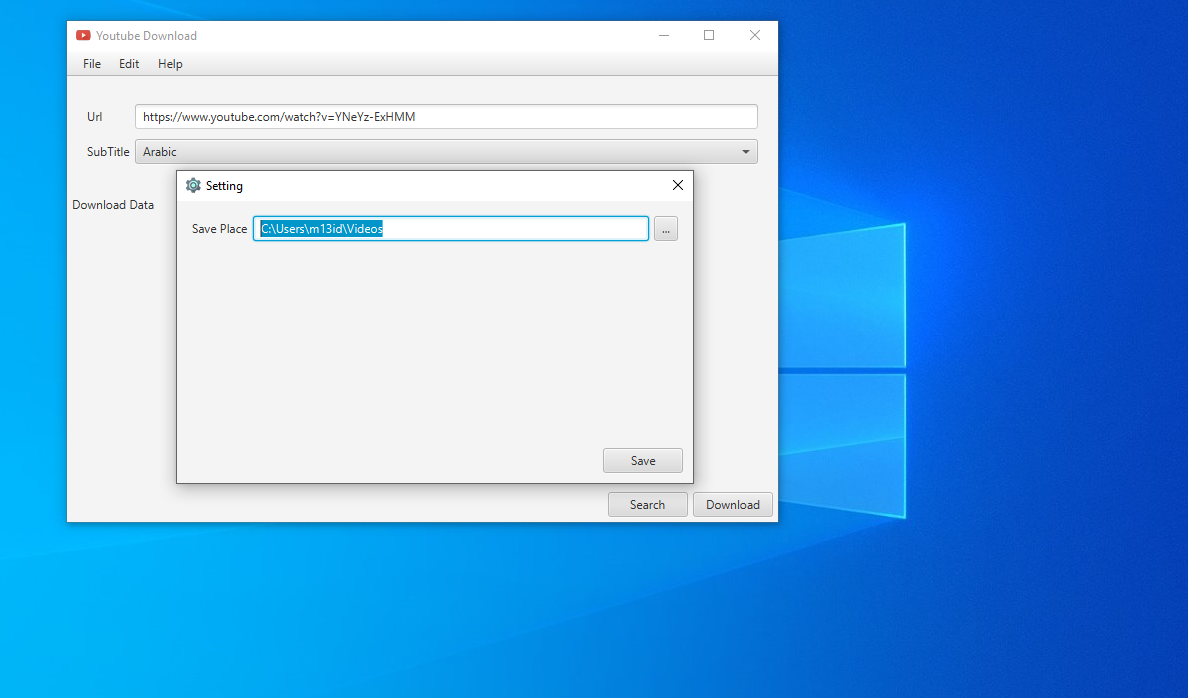 Youtube Download
File Edit Help
Url https://www.youtube.com/watch?v=YNeYz-ExHMM
SubTitle Arabic
Setting
Download Data
Save Place C:\Users\m13id\Videos ...
Save
Search Download